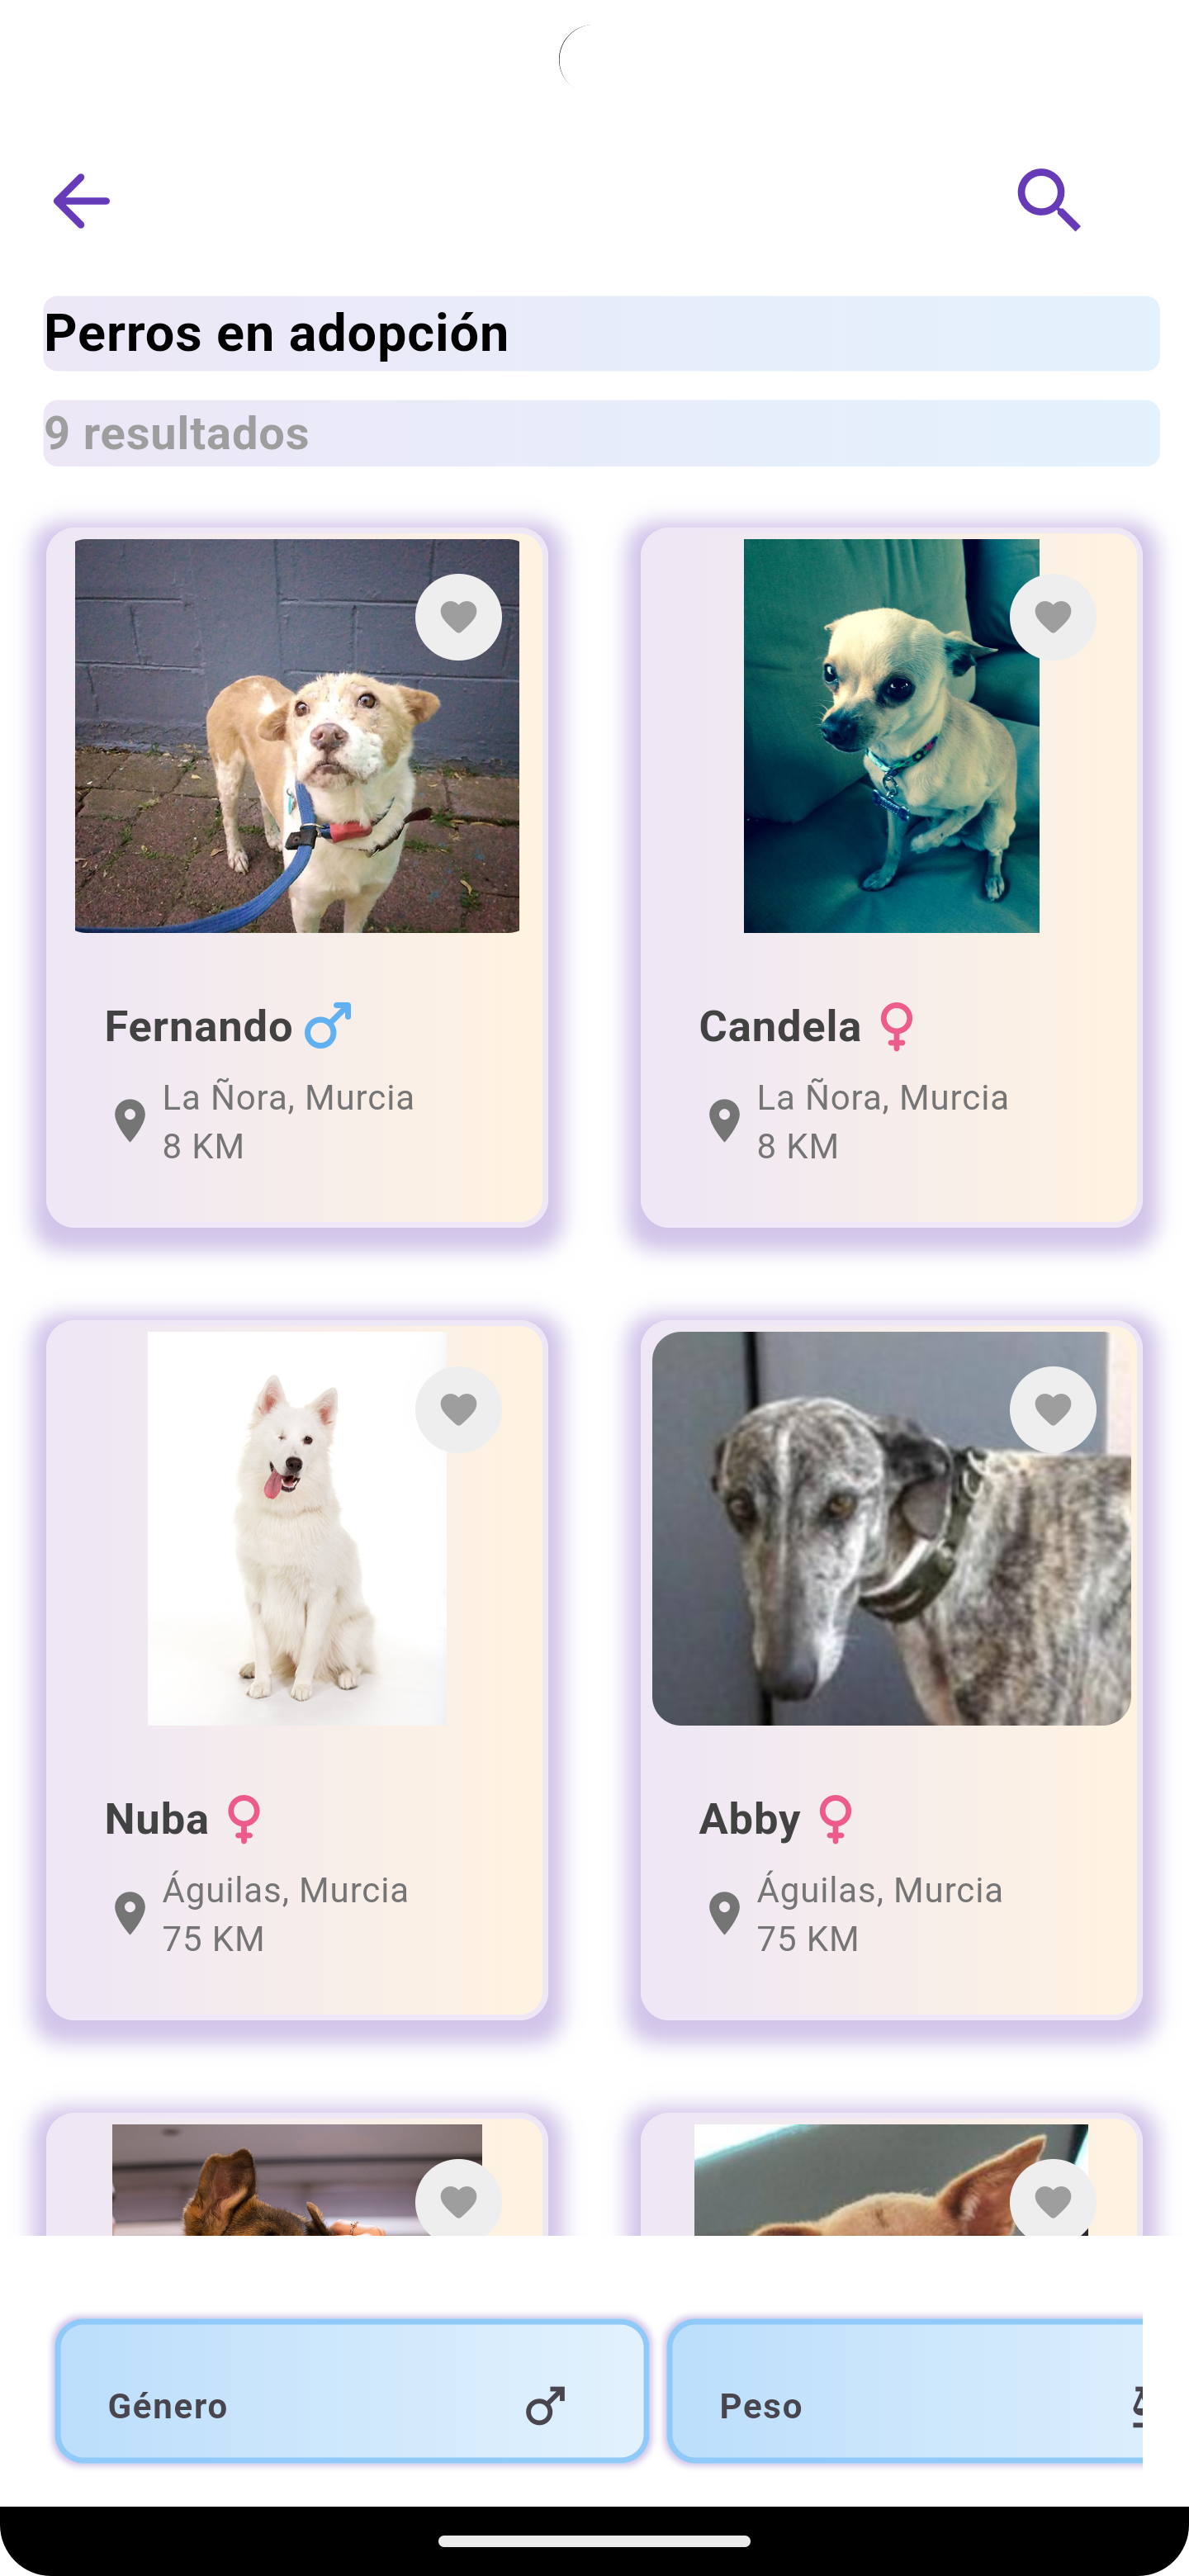 Perros en adopción
9 resultados
Fernando
La Ñora, Murcia
8 KM
Candela
La Ñora, Murcia
8 KM
Nuba
Águilas, Murcia
75 KM
Abby
Águilas, Murcia
75 KM
Género
Peso